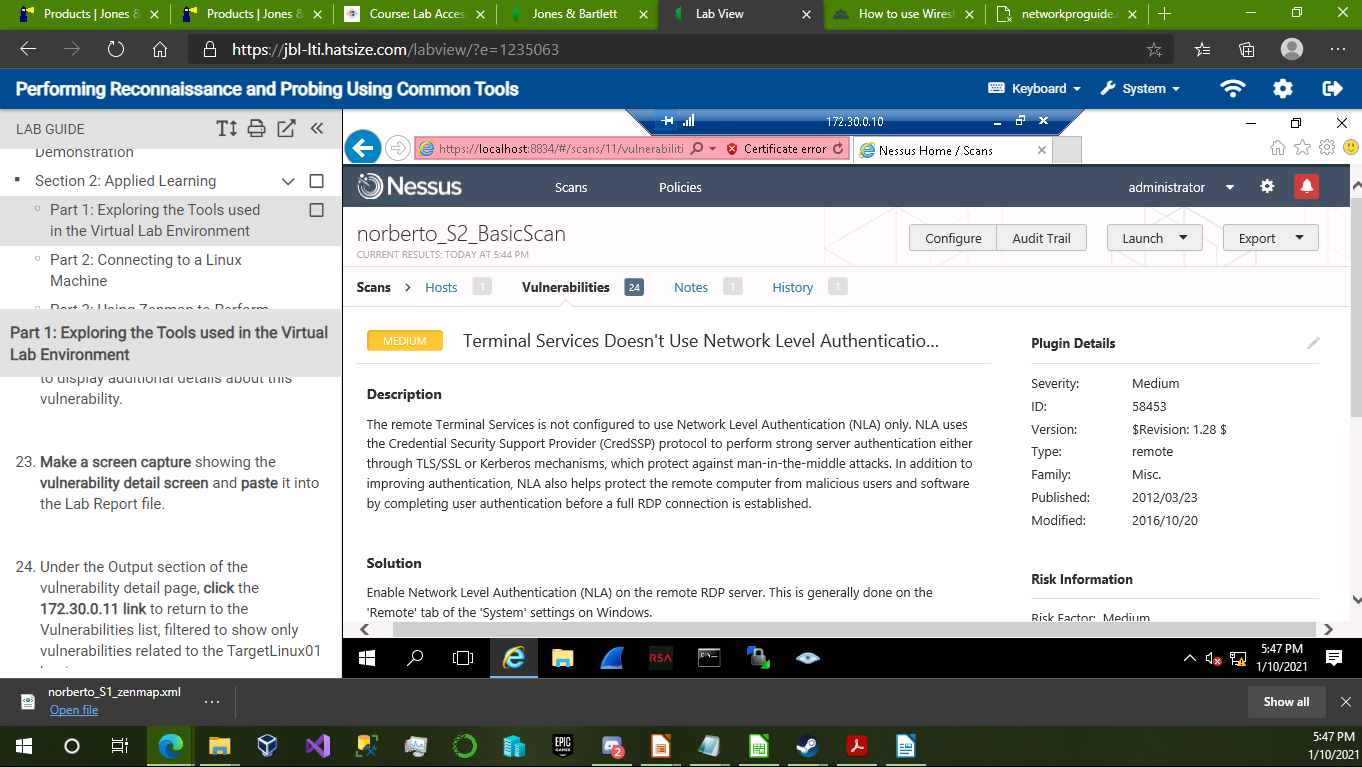 Products | Jones &
Products | Jones &
Course: Lab Acces
Jones & Bartlett
Lab View
How to use Wiresh
networkproguide.
https://jbl-lti.hatsize.com/labview/?e=1235063
Performing Reconnaissance and Probing Using Common Tools
Keyboard
System
LAB GUIDE
Demonstration
Section 2: Applied Learning
Part 1: Exploring the Tools used
in the Virtual Lab Environment
Part 2: Connecting to a Linux
Machine
Part 3: Using Zenmap to Perform
Part 1: Exploring the Tools used in the Virtual
Lab Environment
to display additional details about this
vulnerability.
23. Make a screen capture showing the
vulnerability detail screen and paste it into
the Lab Report file.
24. Under the Output section of the
vulnerability detail page, click the
172.30.0.11 link to return to the
Vulnerabilities list, filtered to show only
vulnerabilities related to the TargetLinux01
172.30.0.10
https://localhost:8834/#/scans/11/vulnerabiliti
Certificate error
Nessus Home / Scans
Nessus
Scans
Policies
administrator
norberto_S2_BasicScan
CURRENT RESULTS: TODAY AT 5:44 PM
Configure
Audit Trail
Launch
Export
Scans > Hosts 1
Vulnerabilities 24
Notes 1
History 1
MEDIUM
Terminal Services Doesn't Use Network Level Authenticatio...
Description
The remote Terminal Services is not configured to use Network Level Authentication (NLA) only. NLA uses
the Credential Security Support Provider (CredSSP) protocol to perform strong server authentication either
through TLS/SSL or Kerberos mechanisms, which protect against man-in-the-middle attacks. In addition to
improving authentication, NLA also helps protect the remote computer from malicious users and software
by completing user authentication before a full RDP connection is established.
Solution
Enable Network Level Authentication (NLA) on the remote RDP server. This is generally done on the
'Remote' tab of the 'System' settings on Windows.
Plugin Details
Severity: Medium
ID: 58453
Version: $Revision: 1.28 $
Type: remote
Family: Misc.
Published: 2012/03/23
Modified: 2016/10/20
Risk Information
Risk Factor: Medium
RSA
5:47 PM
1/10/2021
norberto_S1_zenmap.xml
Open file
Show all
EPIC
GAMES
2
5:47 PM
1/10/2021